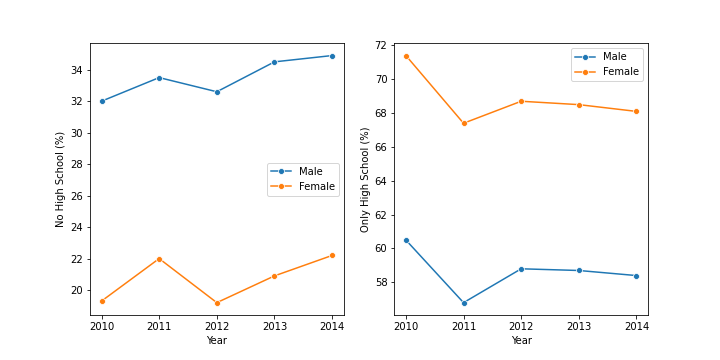 No High School (%)
34
32
30
28
26
24
22
20
2010 2011 2012 2013 2014
Year
Male
Female
Only High School (%)
72
70
68
66
64
62
60
58
2010 2011 2012 2013 2014
Year
Male
Female